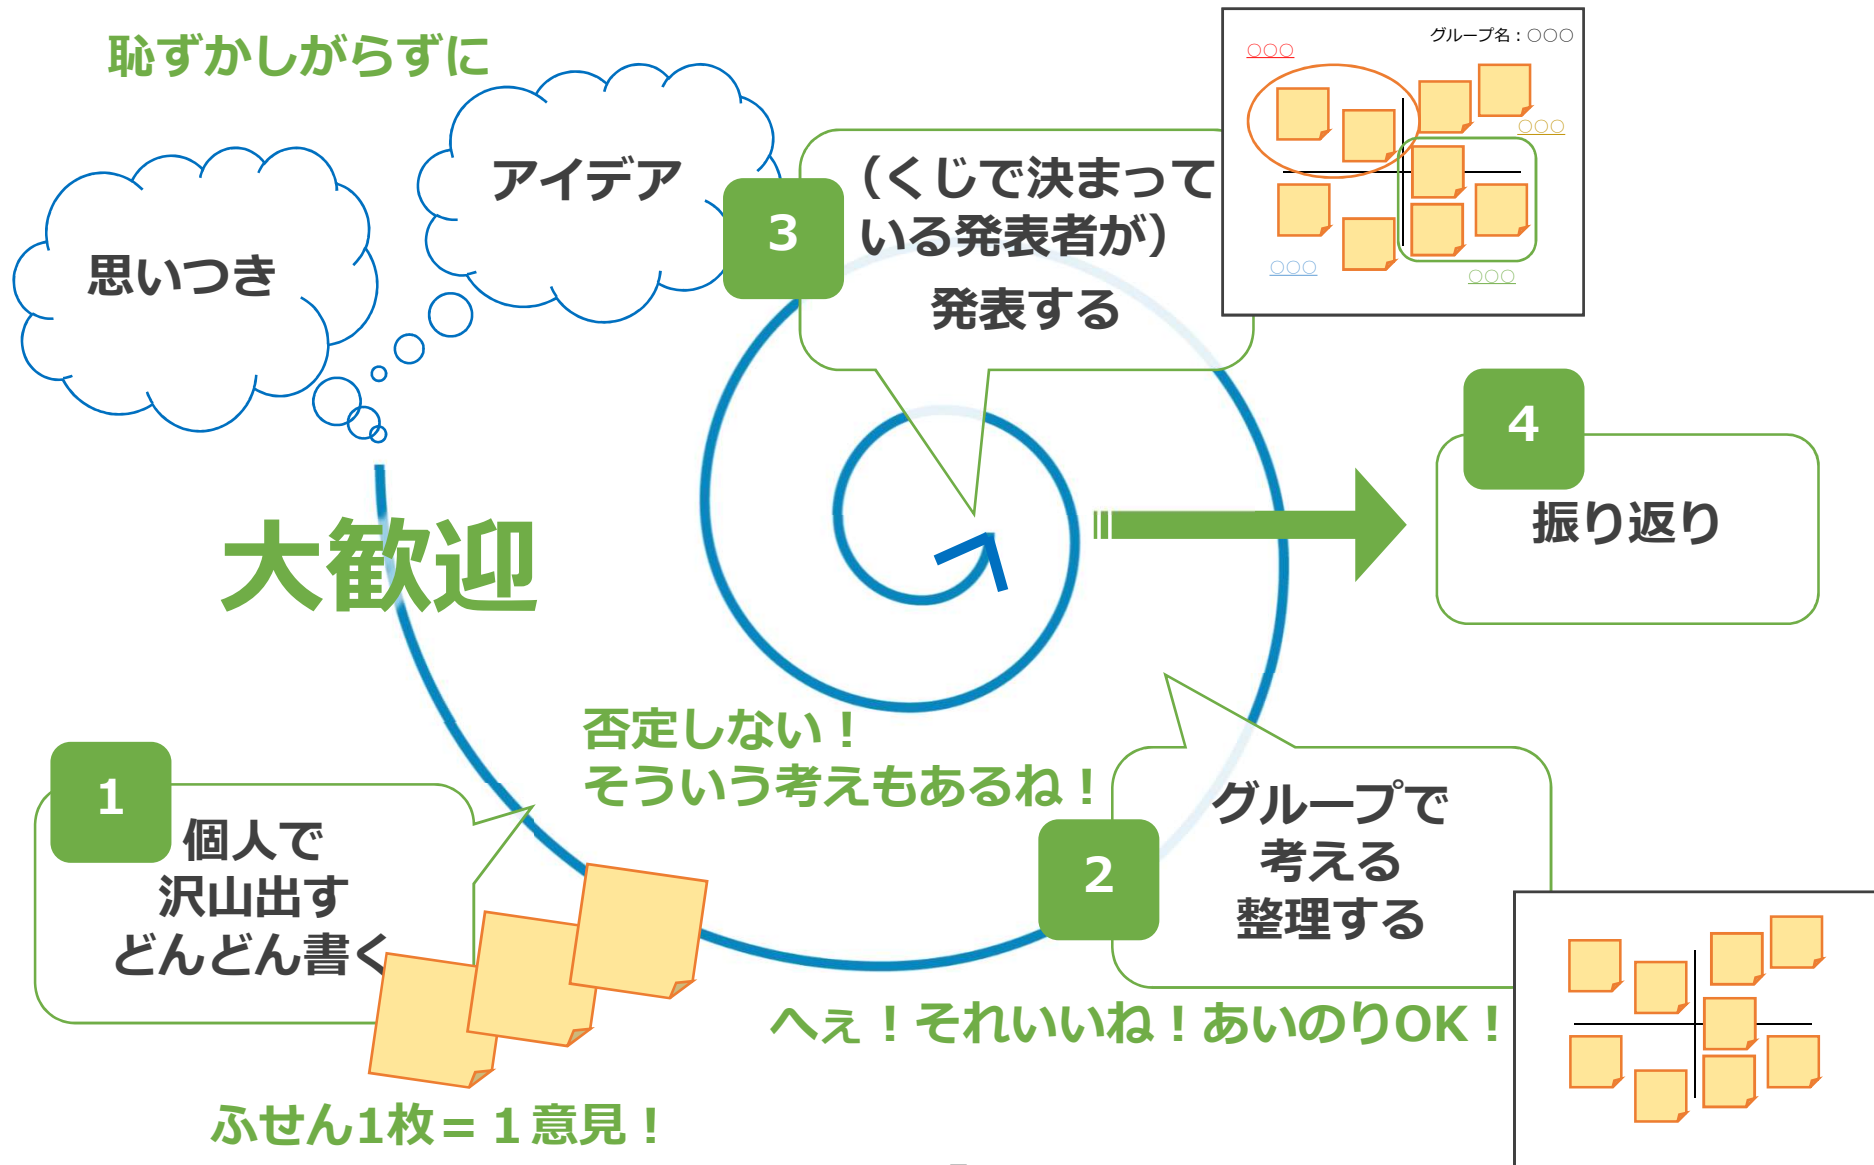 恥ずかしがらずに
思いつき
アイデア
大歓迎
1
個人で
沢山出す
どんどん書く
ふせん1枚=1意見!
否定しない!
そういう考えもあるね!
2
グループで
考える
整理する
へぇ!それいいね!あいのりOK!
3
(くじで決まって
いる発表者が)
発表する
グループ名:○○○
○○○
○○○
○○○
○○○
4
振り返り